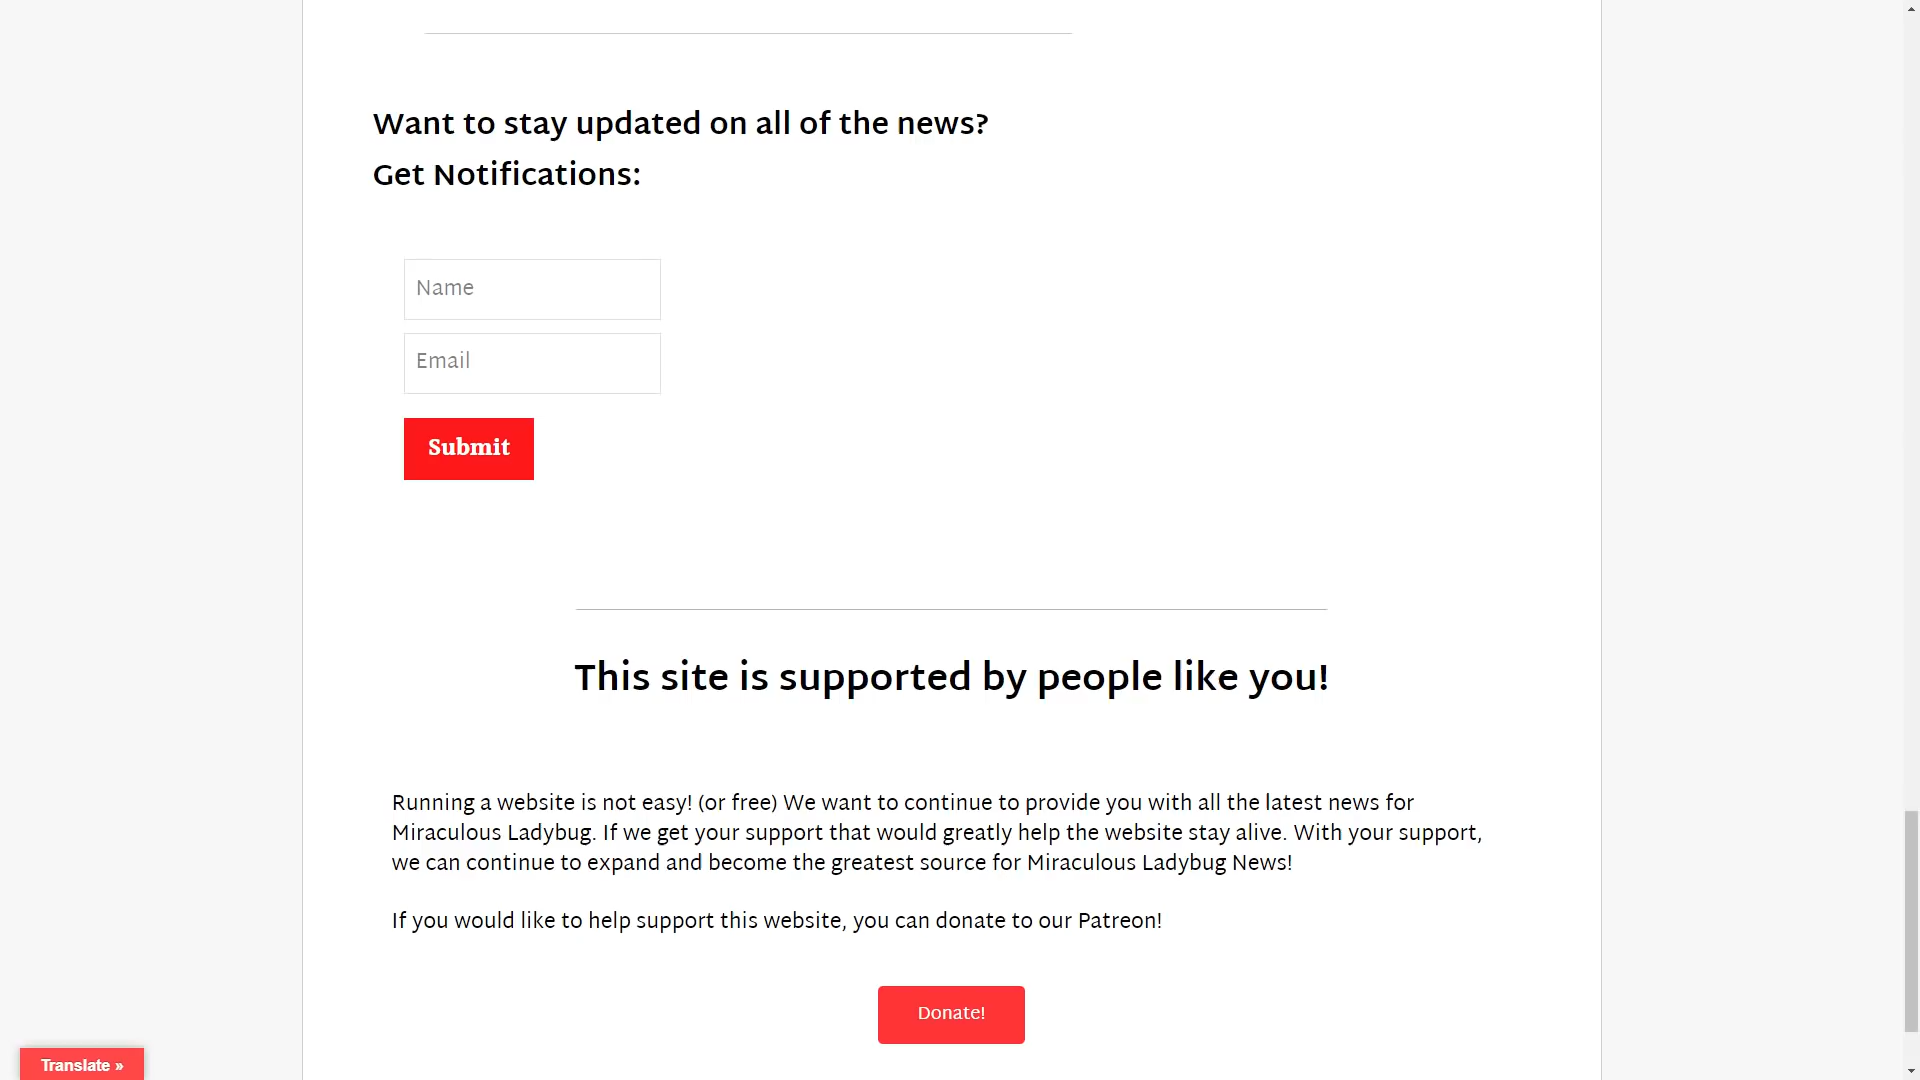 Want to stay updated on all of the news?
Get Notifications:
Name
Email
Submit
This site is supported by people like you!
Running a website is not easy! (or free) We want to continue to provide you with all the latest news for
Miraculous Ladybug. If we get your support that would greatly help the website stay alive. With your support,
we can continue to expand and become the greatest source for Miraculous Ladybug News!
If you would like to help support this website, you can donate to our Patreon!
Donate!
Translate »